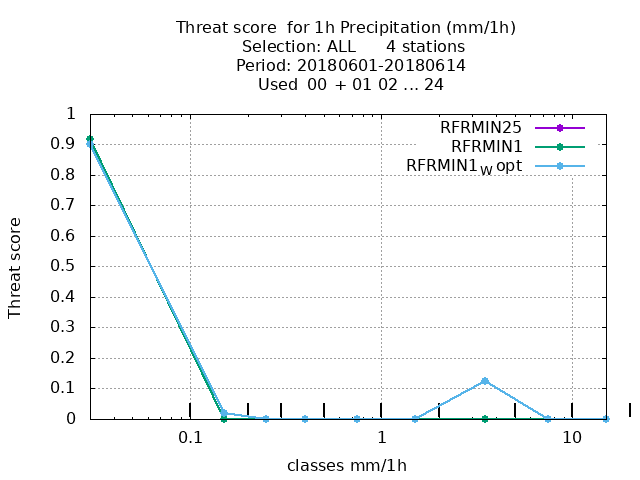 Threat score  for 1h Precipitation (mm/1h)
Selection: ALL      4 stations
Period: 20180601-20180614
Used  00  + 01 02 ... 24
RFRMIN25
RFRMIN1
RFRMIN1W opt
Threat score
1
0.9
0.8
0.7
0.6
0.5
0.4
0.3
0.2
0.1
0
0.1 1 10
classes mm/1h